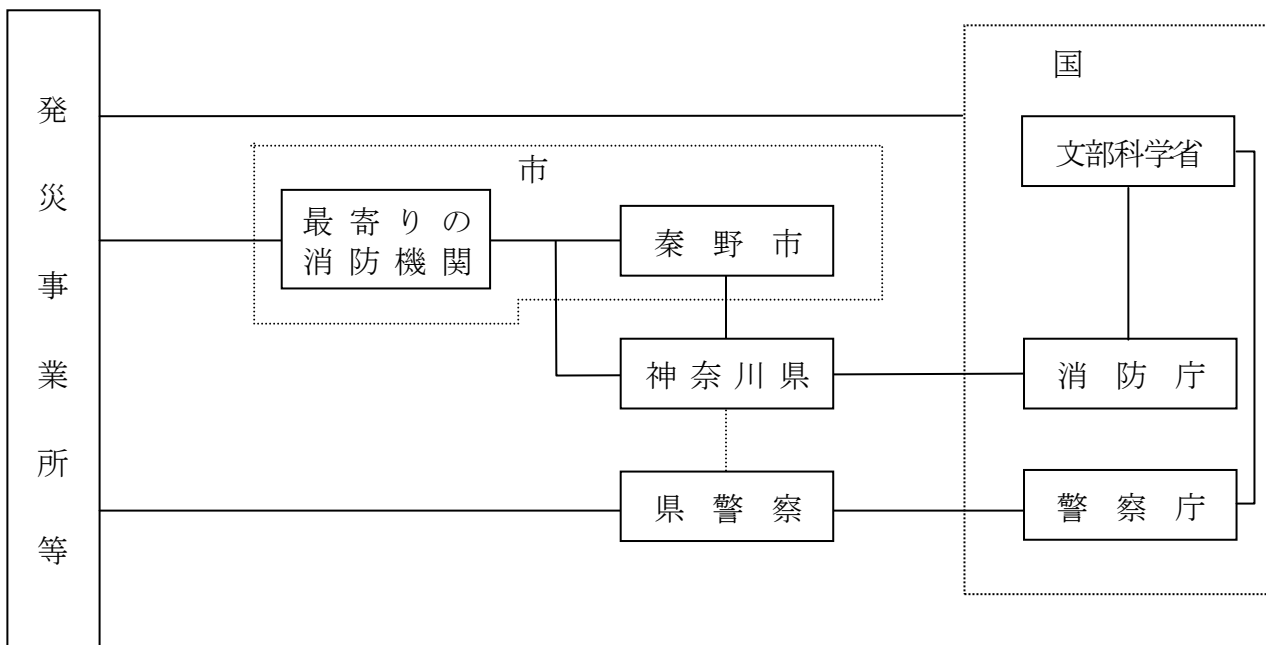 発災事業所等
国
文部科学省
市
最寄りの
消防機関
秦野市
神奈川県
消防庁
県警察
警察庁